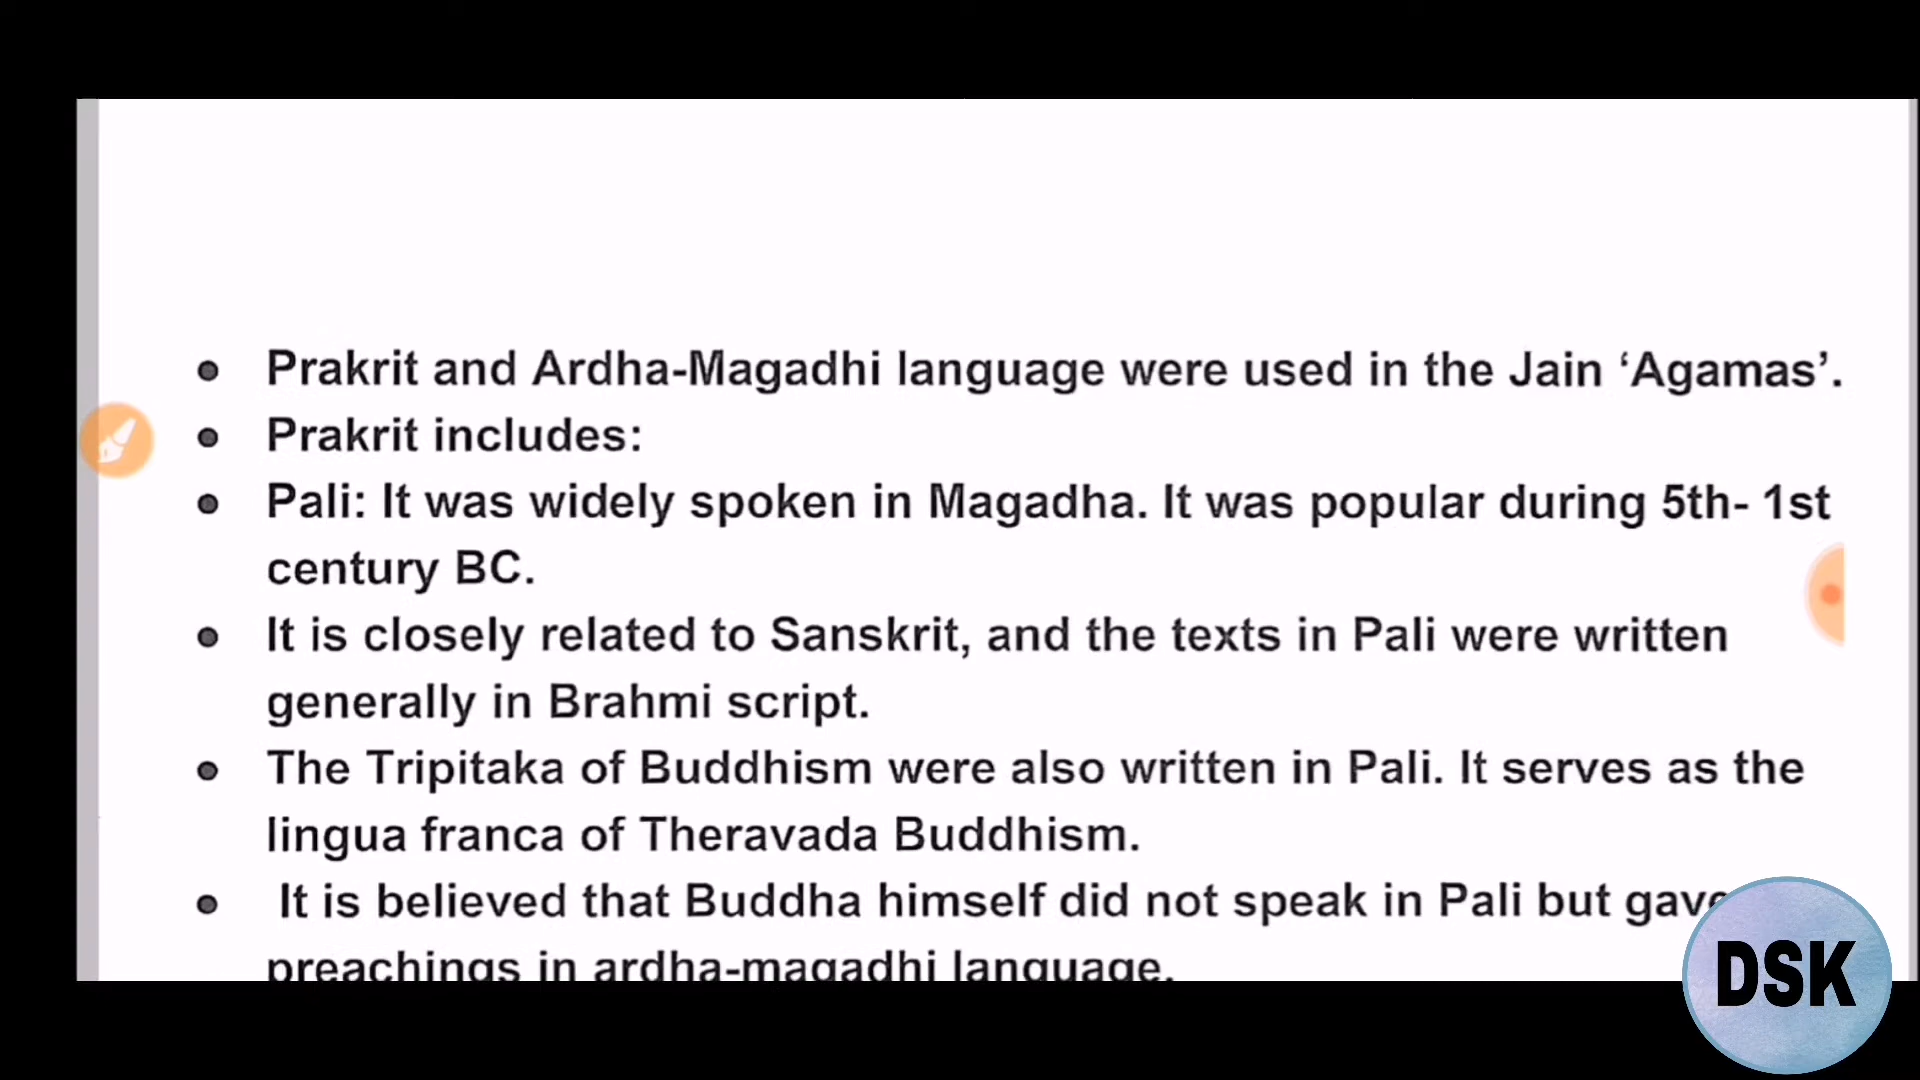 Prakrit and Ardha-Magadhi language were used in the Jain ‘Agamas’.
Prakrit includes:
Pali: It was widely spoken in Magadha. It was popular during 5th- 1st
century BC.
It is closely related to Sanskrit, and the texts in Pali were written
generally in Brahmi script.
The Tripitaka of Buddhism were also written in Pali. It serves as the
lingua franca of Theravada Buddhism.
It is believed that Buddha himself did not speak in Pali but gave
preachings in ardha-magadhi language.
DSK